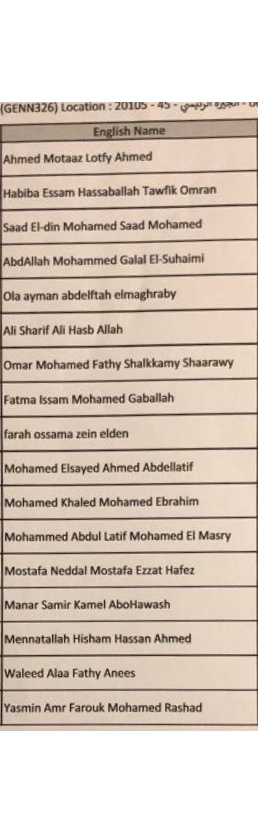 (GENN326) Location : 20105 - 45 - الجيزة الرئيسي
English Name
Ahmed Motaaz Lotfy Ahmed
Habiba Essam Hassaballah Tawfik Omran
Saad El-din Mohamed Saad Mohamed
AbdAllah Mohammed Galal El-Suhaimi
Ola ayman abdelftah elmaghraby
Ali Sharif Ali Hasb Allah
Omar Mohamed Fathy Shalkkamy Shaarawy
Fatma Issam Mohamed Gaballah
farah ossama zein elden
Mohamed Elsayed Ahmed Abdellatif
Mohamed Khaled Mohamed Ebrahim
Mohammed Abdul Latif Mohamed El Masry
Mostafa Neddal Mostafa Ezzat Hafez
Manar Samir Kamel AboHawash
Mennatallah Hisham Hassan Ahmed
Waleed Alaa Fathy Anees
Yasmin Amr Farouk Mohamed Rashad